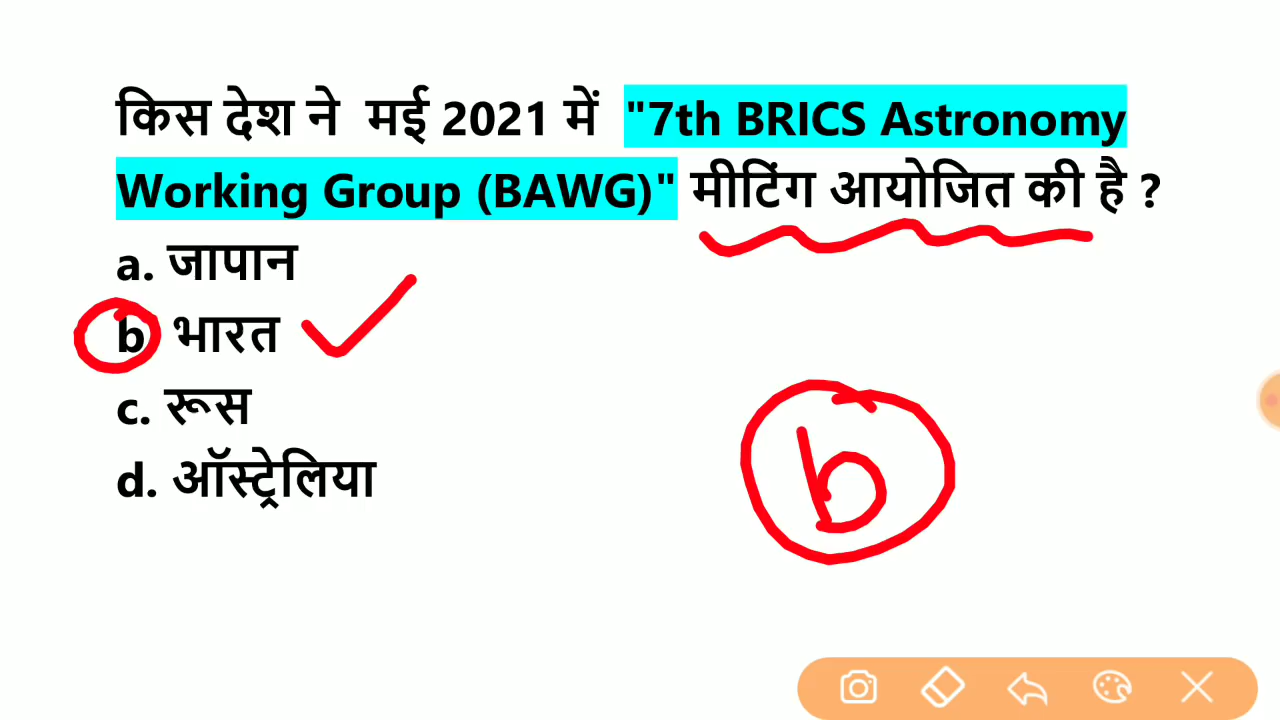 किस देश ने मई 2021 में "7th BRICS Astronomy
Working Group (BAWG)" मीटिंग आयोजित की है ?
a. जापान
b भारत
c. रूस
d. ऑस्ट्रेलिया
b